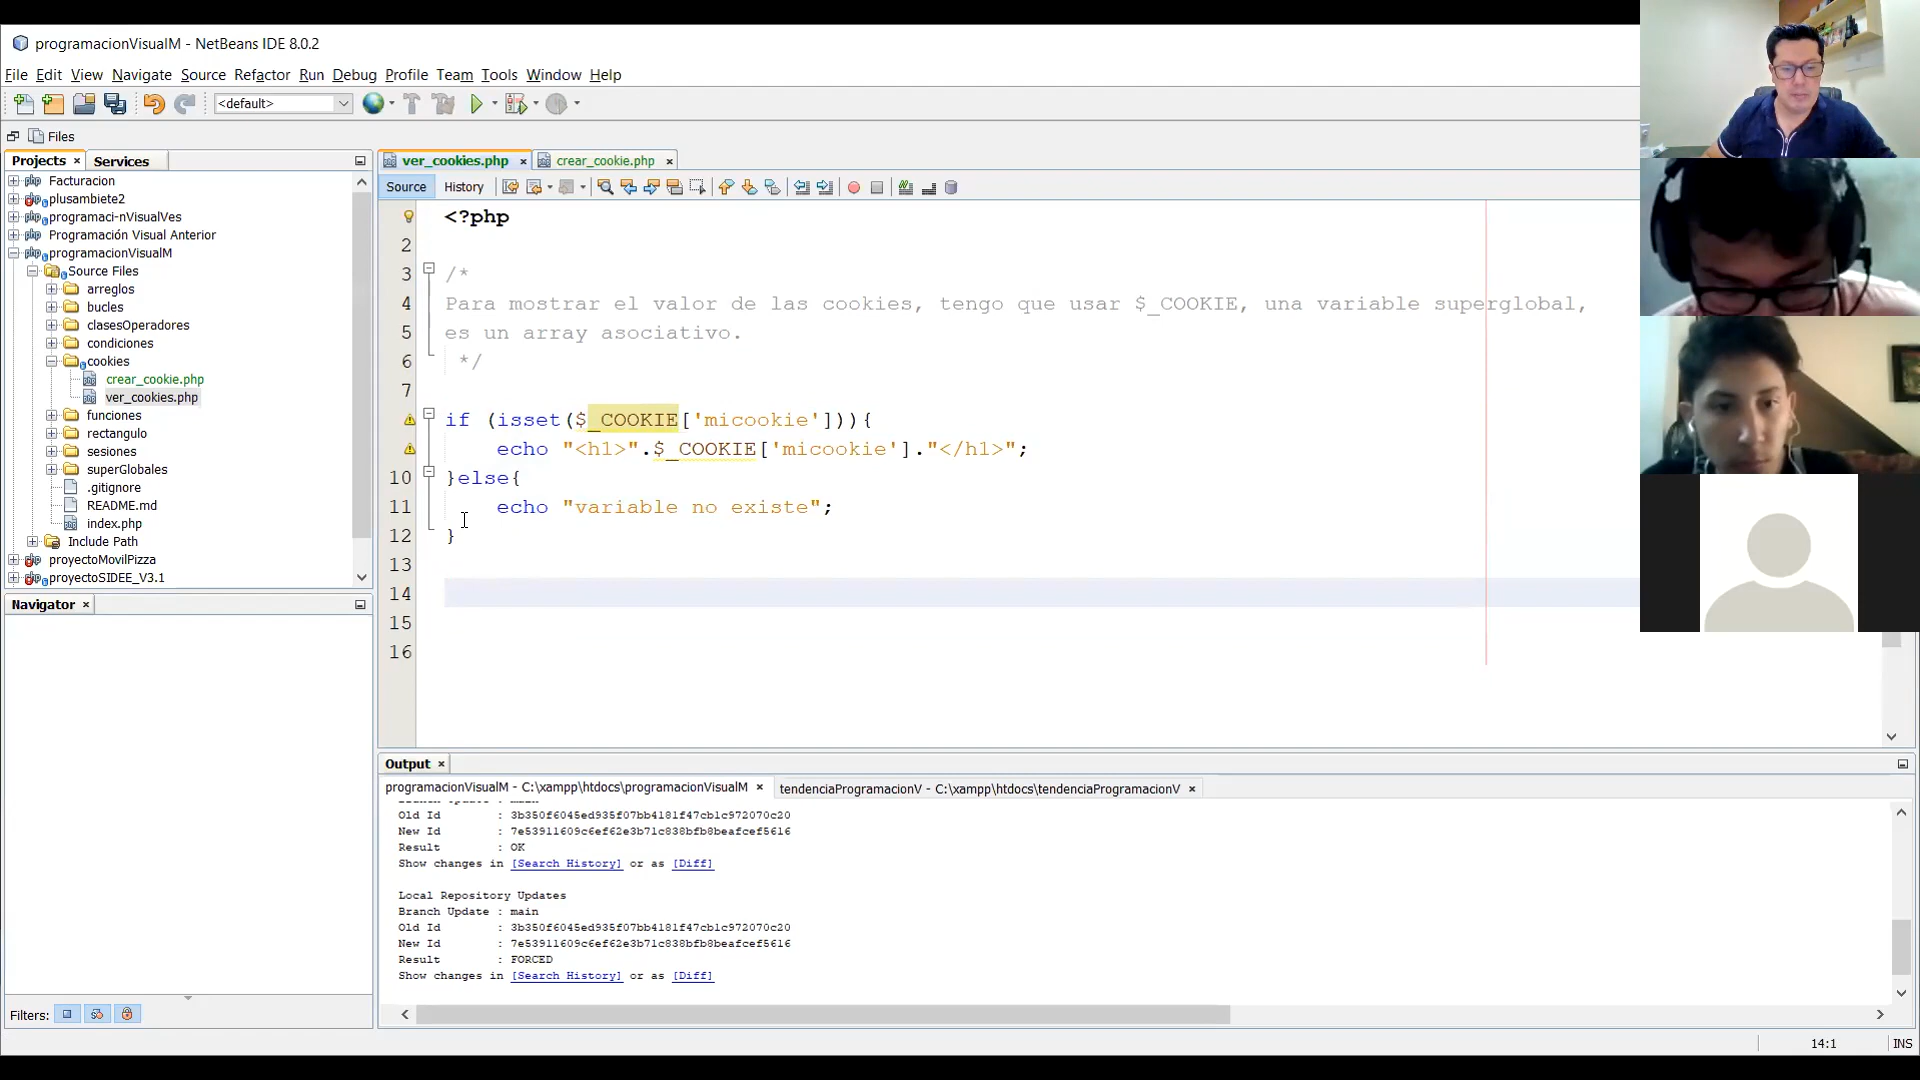 programacionVisualM - NetBeans IDE 8.0.2
File Edit View Navigate Source Refactor Run Debug Profile Team Tools Window Help
<default>
Files
Projects Services
Facturacion
plusambiete2
programaci-nVisualVes
Programación Visual Anterior
programacionVisualM
Source Files
arreglos
bucles
clasesOperadores
condiciones
cookies
crear_cookie.php
ver_cookies.php
funciones
rectangulo
sesiones
superGlobales
.gitignore
README.md
index.php
Include Path
proyectoMovilPizza
proyectoSIDEE_V3.1
Navigator
Filters:
ver_cookies.php crear_cookie.php
Source History
<?php
2
3 /*
4 Para mostrar el valor de las cookies, tengo que usar $_COOKIE, una variable superglobal,
5 es un array asociativo.
6 */
7
if (isset($_COOKIE['micookie'])){
echo "<h1>".$_COOKIE['micookie']."</h1>";
10 }else{
11 echo "variable no existe";
12 }
13
14
15
16
Output
programacionVisualM - C:\xampp\htdocs\programacionVisualM tendenciaProgramacionV - C:\xampp\htdocs\tendenciaProgramacionV
Branch Update : main
Old Id : 3b350f6045ed935f07bb4181f47cb1c972070c20
New Id : 7e53911609c6ef62e3b71c838bfb8beafcef5616
Result : OK
Show changes in [Search History] or as [Diff]
Local Repository Updates
Branch Update : main
Old Id : 3b350f6045ed935f07bb4181f47cb1c972070c20
New Id : 7e53911609c6ef62e3b71c838bfb8beafcef5616
Result : FORCED
Show changes in [Search History] or as [Diff]
14:1 INS